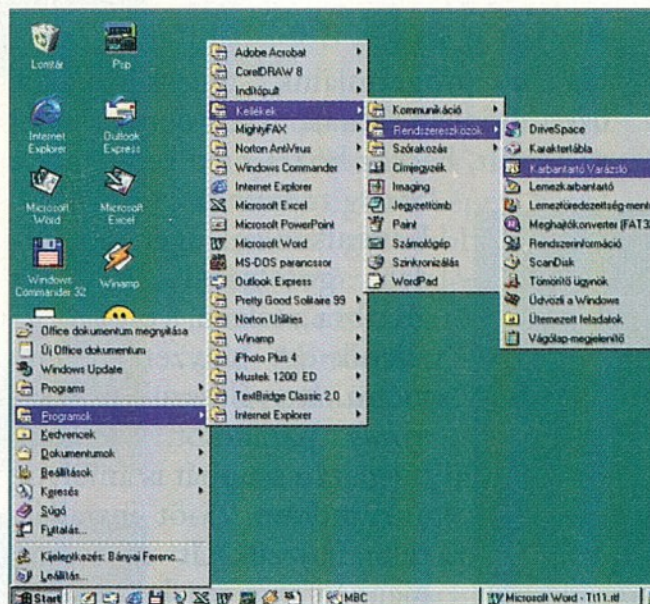 Lomtár
Psp
Internet
Explorer
Outlook
Express
Microsoft
Word
Microsoft
Excel
Windows
Commander 32
Winamp
Office dokumentum megnyitása
Új Office dokumentum
Windows Update
Programs
Programok
Kedvencek
Dokumentumok
Beállítások
Keresés
Súgó
Futtatás...
Kijelentkezés: Bányai Ferenc...
Leállítás...
Adobe Acrobat
CorelDRAW 8
Indítópult
Kellékek
MightyFAX
Norton AntiVirus
Windows Commander
Internet Explorer
Microsoft Excel
Microsoft PowerPoint
Microsoft Word
MS-DOS parancssor
Outlook Express
Pretty Good Solitaire 99
Norton Utilities
Winamp
iPhoto Plus 4
Mustek 1200 ED
TextBridge Classic 2.0
Internet Explorer
Kommunikáció
Rendszereszközök
Szórakozás
Címjegyzék
Imaging
Jegyzettömb
Paint
Számológép
Szinkronizálás
WordPad
DriveSpace
Karaktertábla
Karbantartó Varázsló
Lemezkarbantartó
Lemeztöredezettség-ment
Meghajtókonverter (FAT32
Rendszerinformáció
ScanDisk
Tömörítő ügynök
Üdvözli a Windows
Ütemezett feladatok
Vágólap-megjelenítő
Start
MBC
Microsoft Word - Tt11.rtf